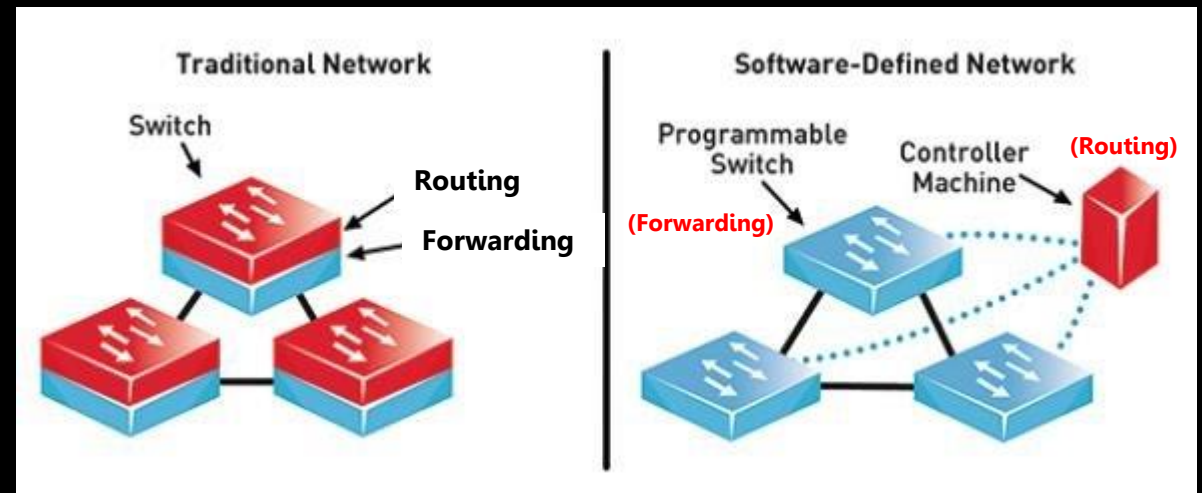 Traditional Network
Switch
Routing
Forwarding
Software-Defined Network
Programmable
Switch
(Forwarding)
Controller
Machine
(Routing)